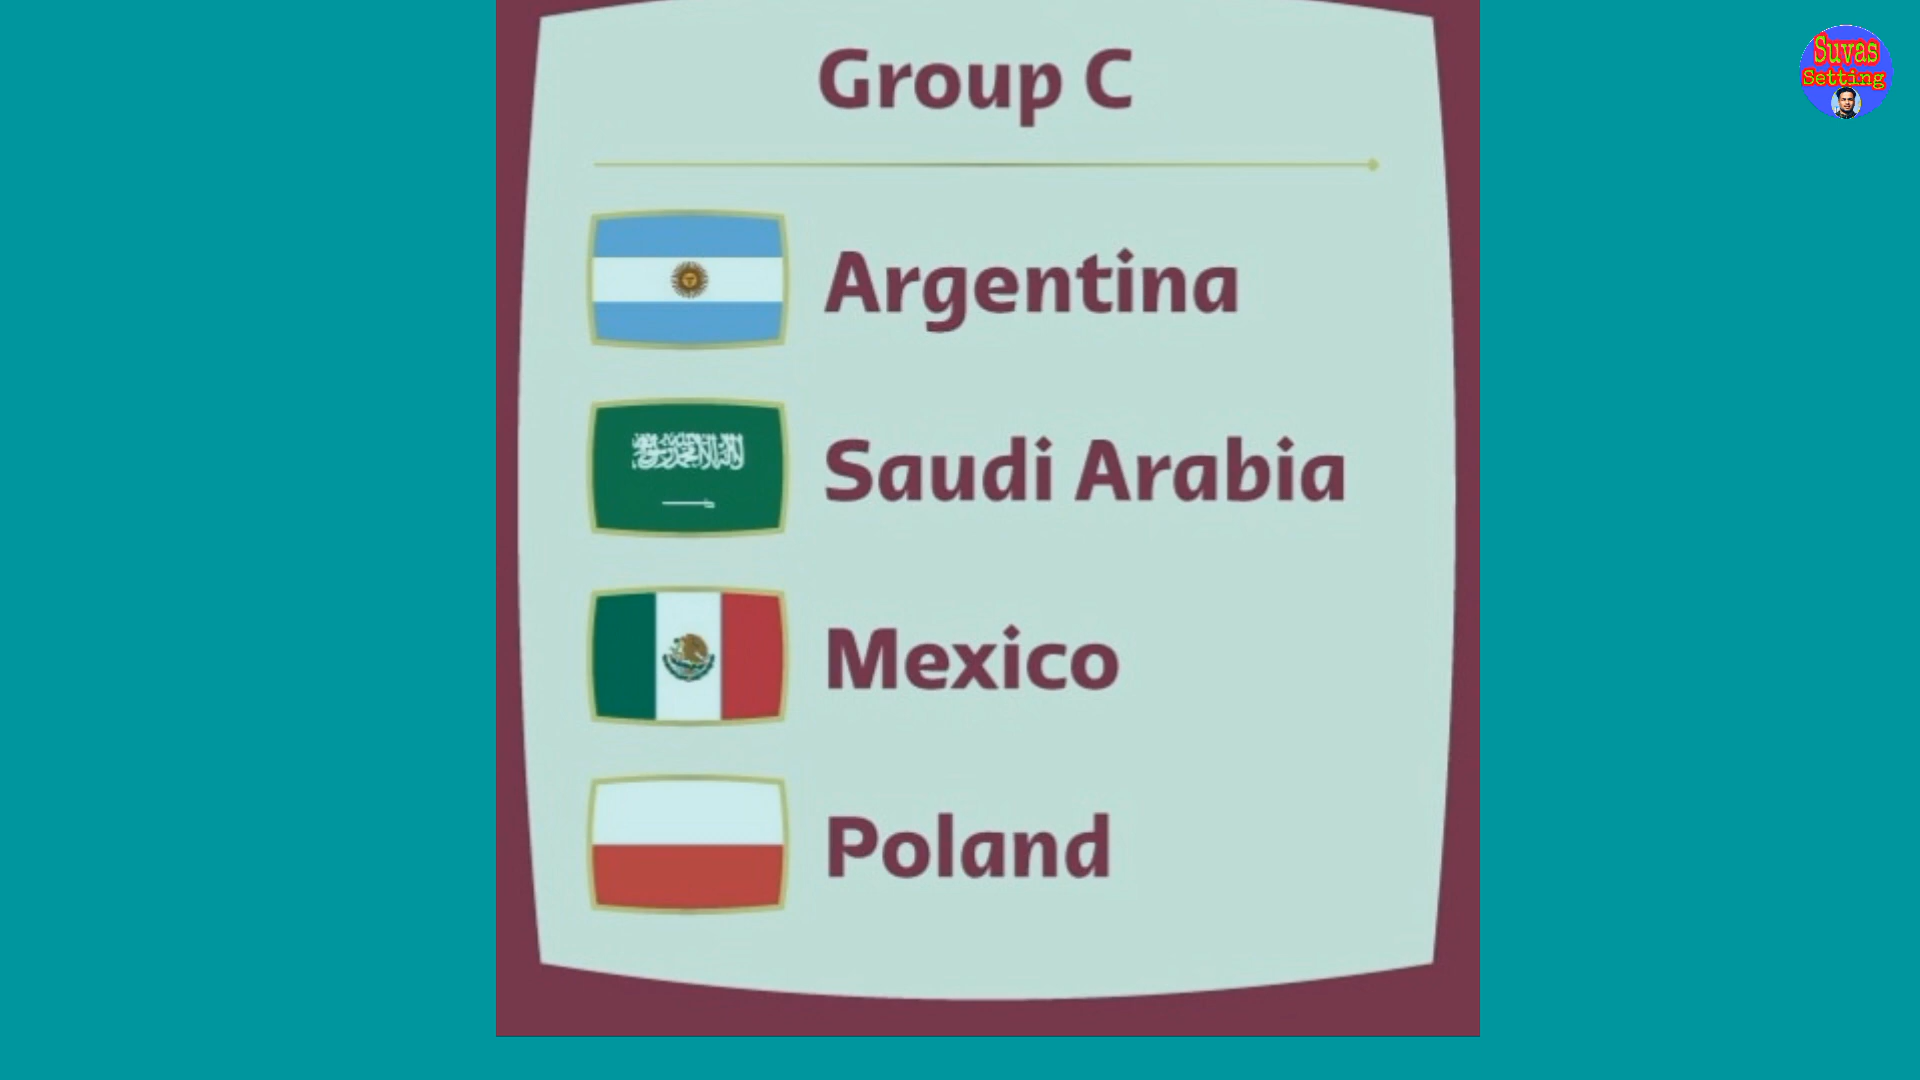 Group C
Suvas
Setting
Argentina
Saudi Arabia
Mexico
Poland